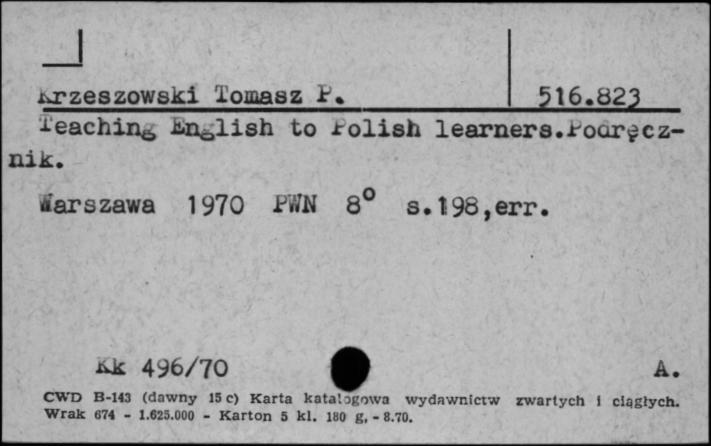 Krzeszowski Tomasz P. 516.823
Teaching English to Polish learners.Podręcz-
nik.
Warszawa 1970 PWN 8° s.198,err.
Kk 496/70 A.
CWD B-143 (dawny 15 c) Karta katalogowa wydawnictw zwartych i ciągłych.
Wrak 674 - 1.625.000 - Karton 5 kl. 180 g, - 8.70.